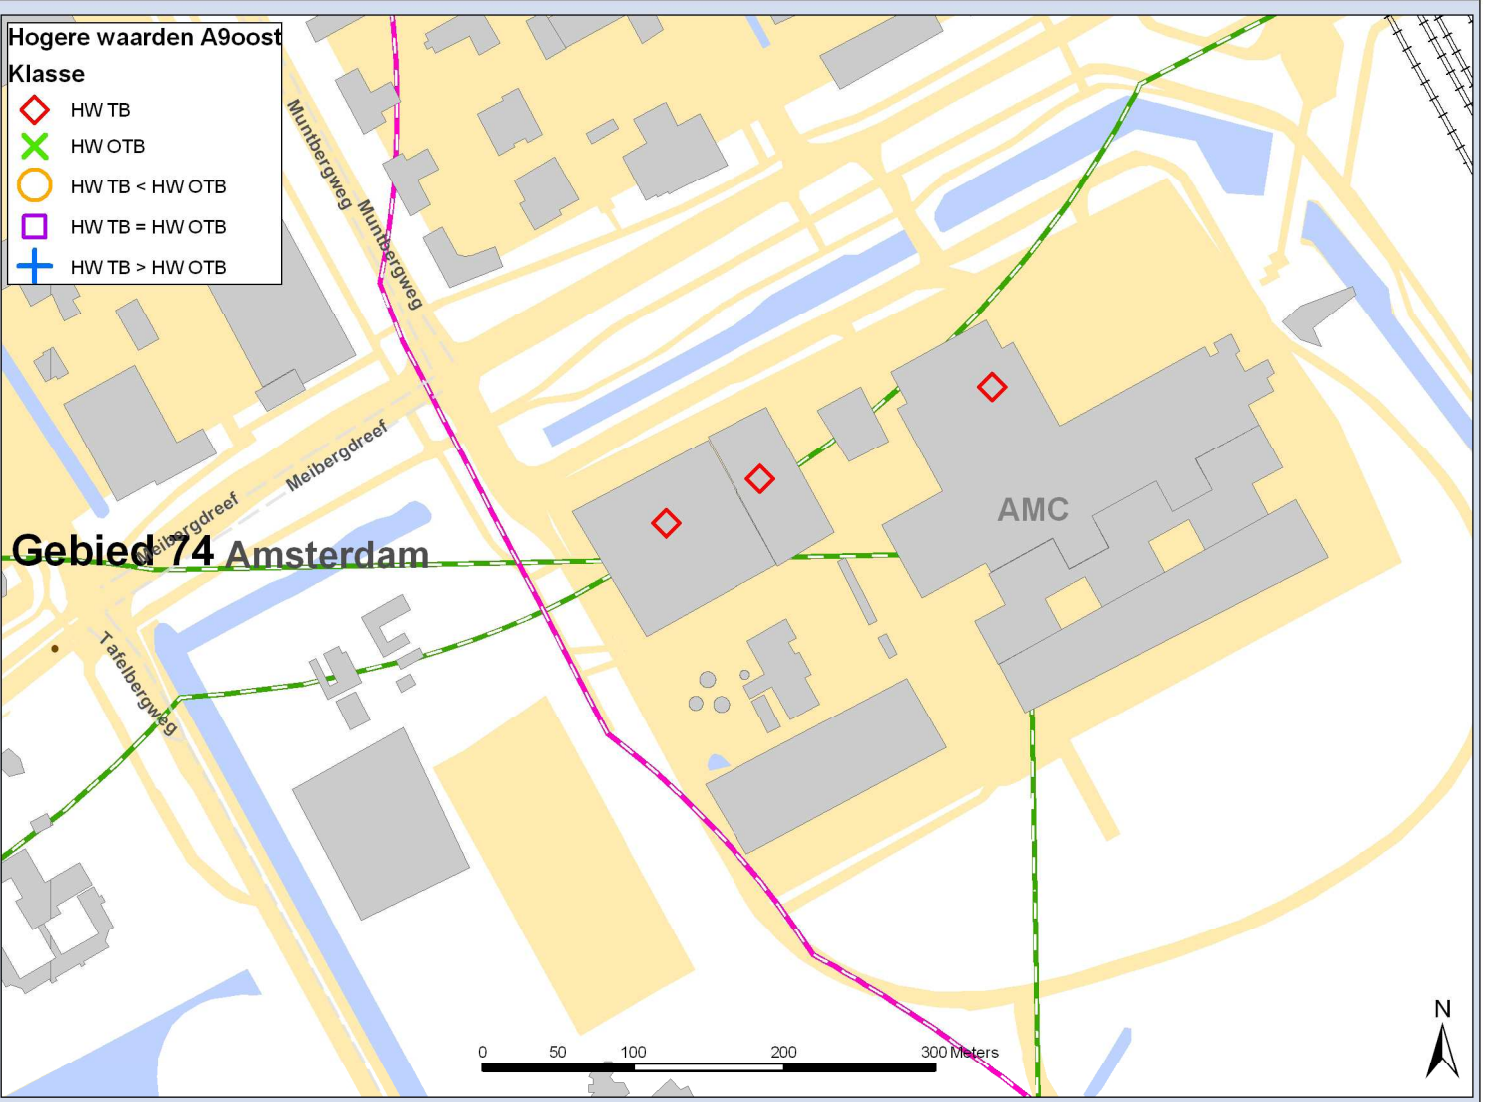 Hogere waarden A9oost
Klasse
HW TB
HW OTB
HW TB < HW OTB
HW TB = HW OTB
HW TB > HW OTB
Muntbergweg
Muntbergweg
Meibergdreef
Meibergdreef
Gebied 74
Amsterdam
AMC
Tafelbergweg
N
0 50 100 200 300 Meters